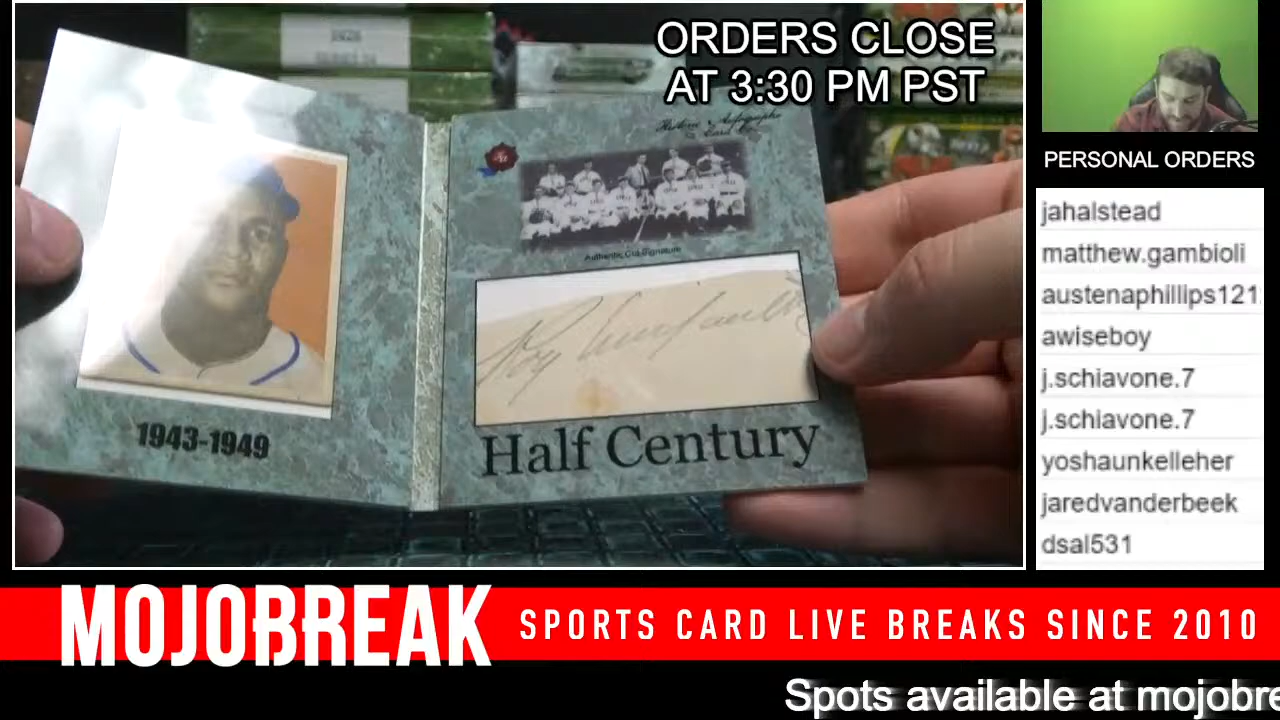 ORDERS CLOSE
AT 3:30 PM PST
PERSONAL ORDERS
jahalstead
matthew.gambioli
austenaphillips121
awiseboy
j.schiavone.7
j.schiavone.7
yoshaunkelleher
jaredvanderbeek
dsal531
Historic Autographs
Authentic Cut Signature
Half Century
1943-1949
MOJOBREAK
SPORTS CARD LIVE BREAKS SINCE 2010
Spots available at mojobre